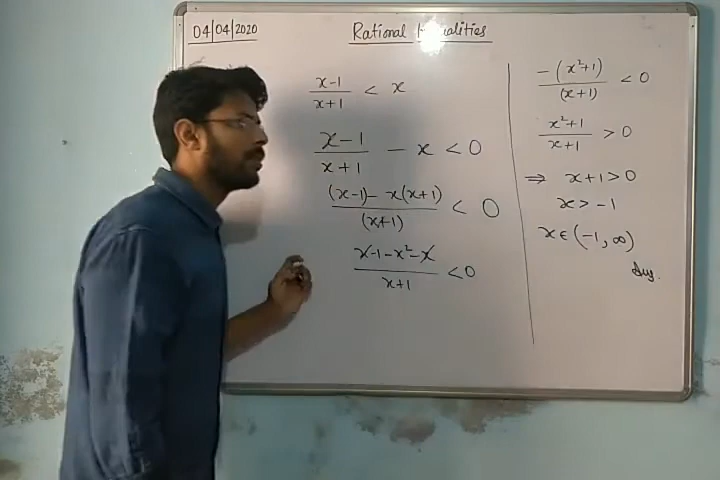 04/04/2020
Rational Inequalities
x-1/x+1 < x
x-1/x+1 - x < 0
(x-1) - x(x+1)/(x+1) < 0
x-1-x²-x/x+1 < 0
-(x²+1)/(x+1) < 0
x²+1/x+1 > 0
⇒ x+1>0
x>-1
x∈(-1, ∞)